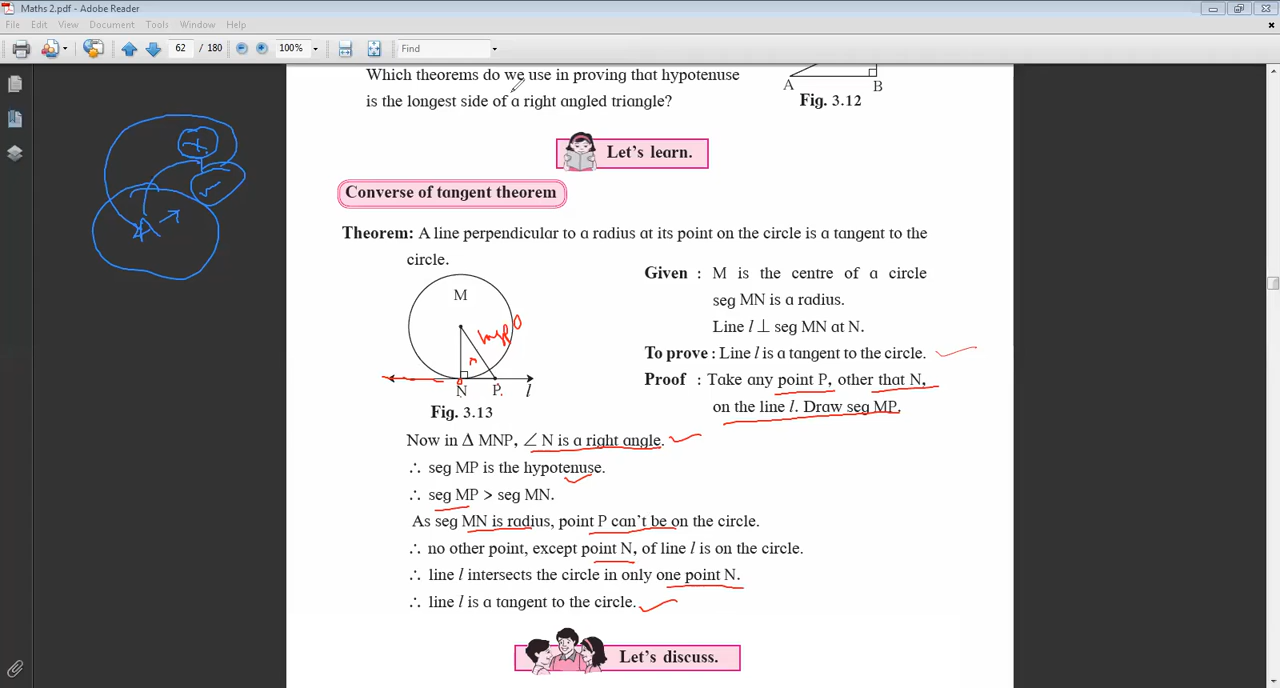 Maths 2.pdf - Adobe Reader
File Edit View Document Tools Window Help
62 / 180 100% Find
Which theorems do we use in proving that hypotenuse
is the longest side of a right angled triangle?
A B
Fig. 3.12
Let's learn.
Converse of tangent theorem
Theorem: A line perpendicular to a radius at its point on the circle is a tangent to the
circle.
M
hyp
N P l
Fig. 3.13
Given : M is the centre of a circle
seg MN is a radius.
Line l ⊥ seg MN at N.
To prove : Line l is a tangent to the circle.
Proof : Take any point P, other that N,
on the line l. Draw seg MP.
Now in Δ MNP, ∠ N is a right angle.
∴ seg MP is the hypotenuse.
∴ seg MP > seg MN.
As seg MN is radius, point P can't be on the circle.
∴ no other point, except point N, of line l is on the circle.
∴ line l intersects the circle in only one point N.
∴ line l is a tangent to the circle.
Let's discuss.